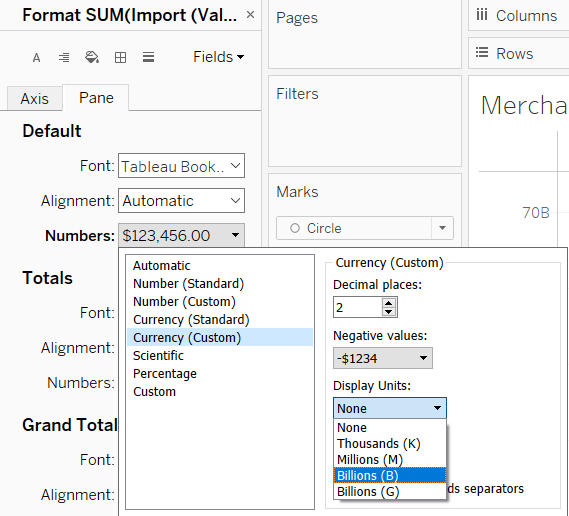 Format SUM(Import (Val... ×
A
Fields
Axis
Pane
Default
Font: Tableau Book..
Alignment: Automatic
Numbers: $123,456.00
Totals
Font:
Alignment:
Numbers:
Grand Total
Font:
Alignment:
Pages
Filters
Marks
Circle
Columns
Rows
Mercha
70B
Automatic
Number (Standard)
Number (Custom)
Currency (Standard)
Currency (Custom)
Scientific
Percentage
Custom
Currency (Custom)
Decimal places:
2
Negative values:
-$1234
Display Units:
None
None
Thousands (K)
Millions (M)
Billions (B)
Billions (G)
ds separators